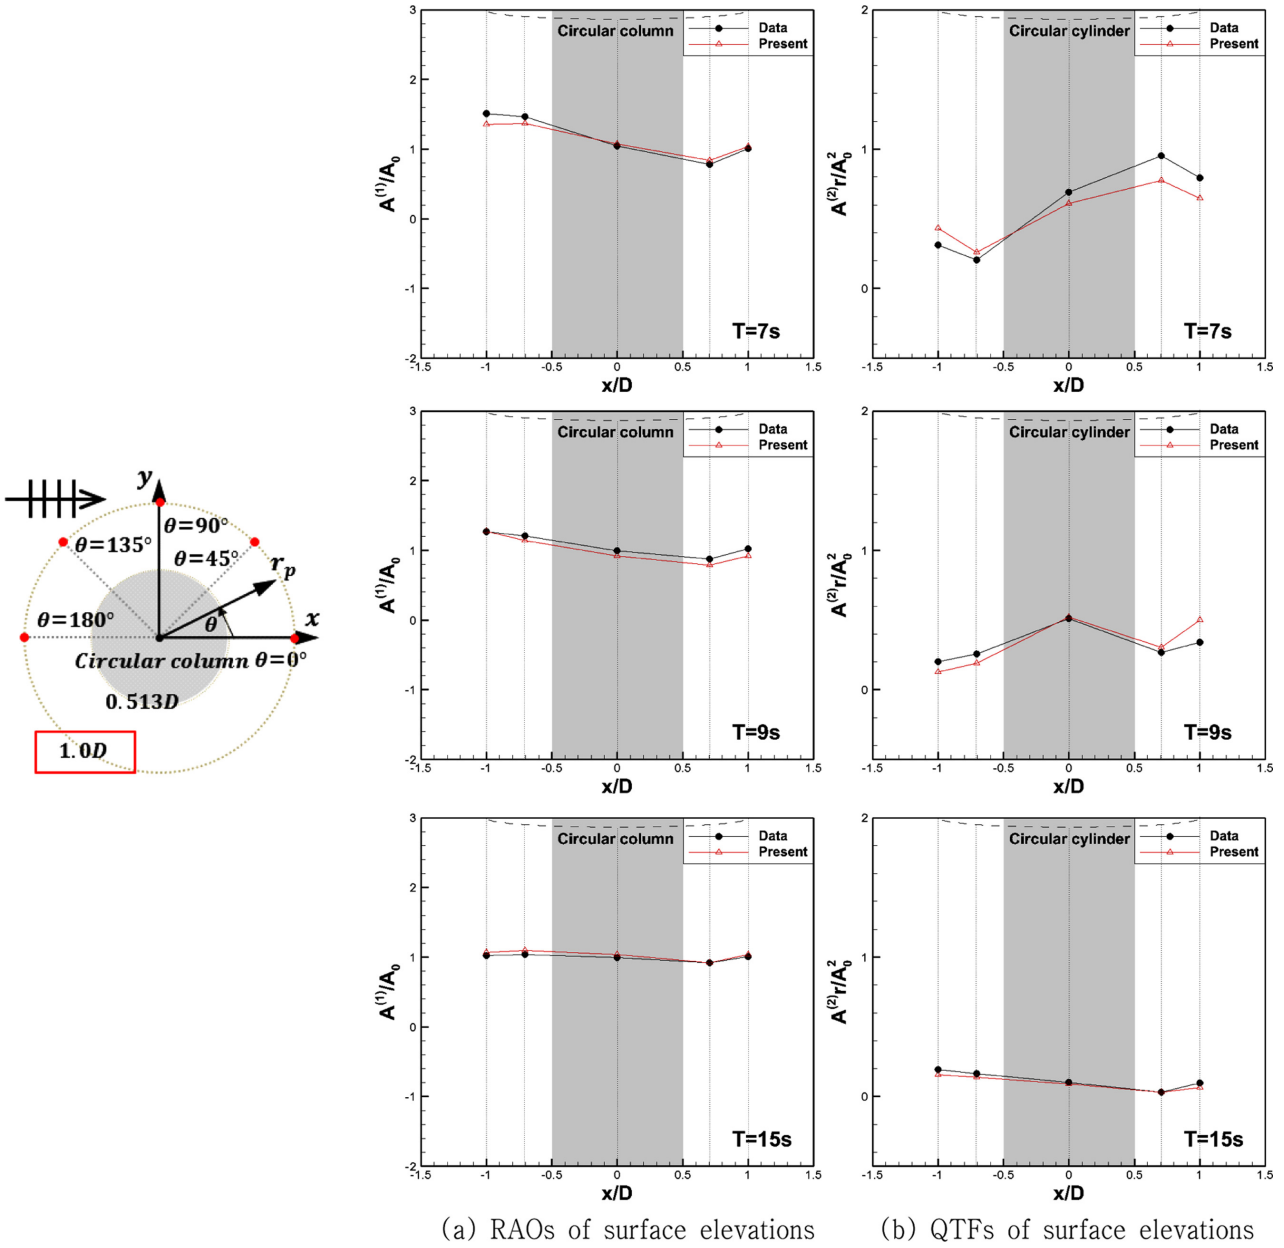 y
θ=90°
θ=135°
θ=45°
r_p
θ=180°
θ
x
Circular column θ=0°
0.513D
1.0D
3
2
1
0
-1
-2
A^(1)/A_0
Circular column
Data
Present
T=7s
-1.5 -1 -0.5 0 0.5 1 1.5
x/D
2
1
0
A^(2)r/A_0^2
Circular cylinder
Data
Present
T=7s
-1.5 -1 -0.5 0 0.5 1 1.5
x/D
3
2
1
0
-1
-2
A^(1)/A_0
Circular column
Data
Present
T=9s
-1.5 -1 -0.5 0 0.5 1 1.5
x/D
2
1
0
A^(2)r/A_0^2
Circular cylinder
Data
Present
T=9s
-1.5 -1 -0.5 0 0.5 1 1.5
x/D
3
2
1
0
-1
-2
A^(1)/A_0
Circular column
Data
Present
T=15s
-1.5 -1 -0.5 0 0.5 1 1.5
x/D
2
1
0
A^(2)r/A_0^2
Circular cylinder
Data
Present
T=15s
-1.5 -1 -0.5 0 0.5 1 1.5
x/D
(a) RAOs of surface elevations
(b) QTFs of surface elevations